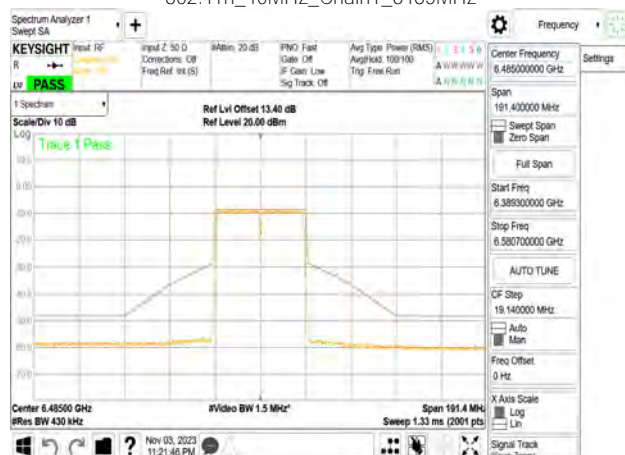 Spectrum Analyzer 1
Swept SA
Frequency
KEYSIGHT
Input: RF
Input Z: 50 Ω
#Atten: 20 dB
PNO: Fast
Avg Type: Power (RMS)
Corrections: Off
Gate: Off
Avg|Hold: 100/100
R
Freq Ref: Int (S)
IF Gain: Low
Trig: Free Run
Sig Track: Off
PASS
Center Frequency
6.485000000 GHz
Settings
1 Spectrum
Ref Lvl Offset 13.40 dB
Scale/Div 10 dB
Ref Level 20.00 dBm
Log
Trace 1 Pass
Span
191.400000 MHz
Swept Span
Zero Span
Full Span
Start Freq
6.389300000 GHz
Stop Freq
6.580700000 GHz
AUTO TUNE
CF Step
19.140000 MHz
Auto
Man
Freq Offset
0 Hz
X Axis Scale
Log
Lin
Signal Track
Center 6.48500 GHz
#Video BW 1.5 MHz*
Span 191.4 MHz
#Res BW 430 kHz
Sweep 1.33 ms (2001 pts
Nov 03, 2023
11:21:46 PM